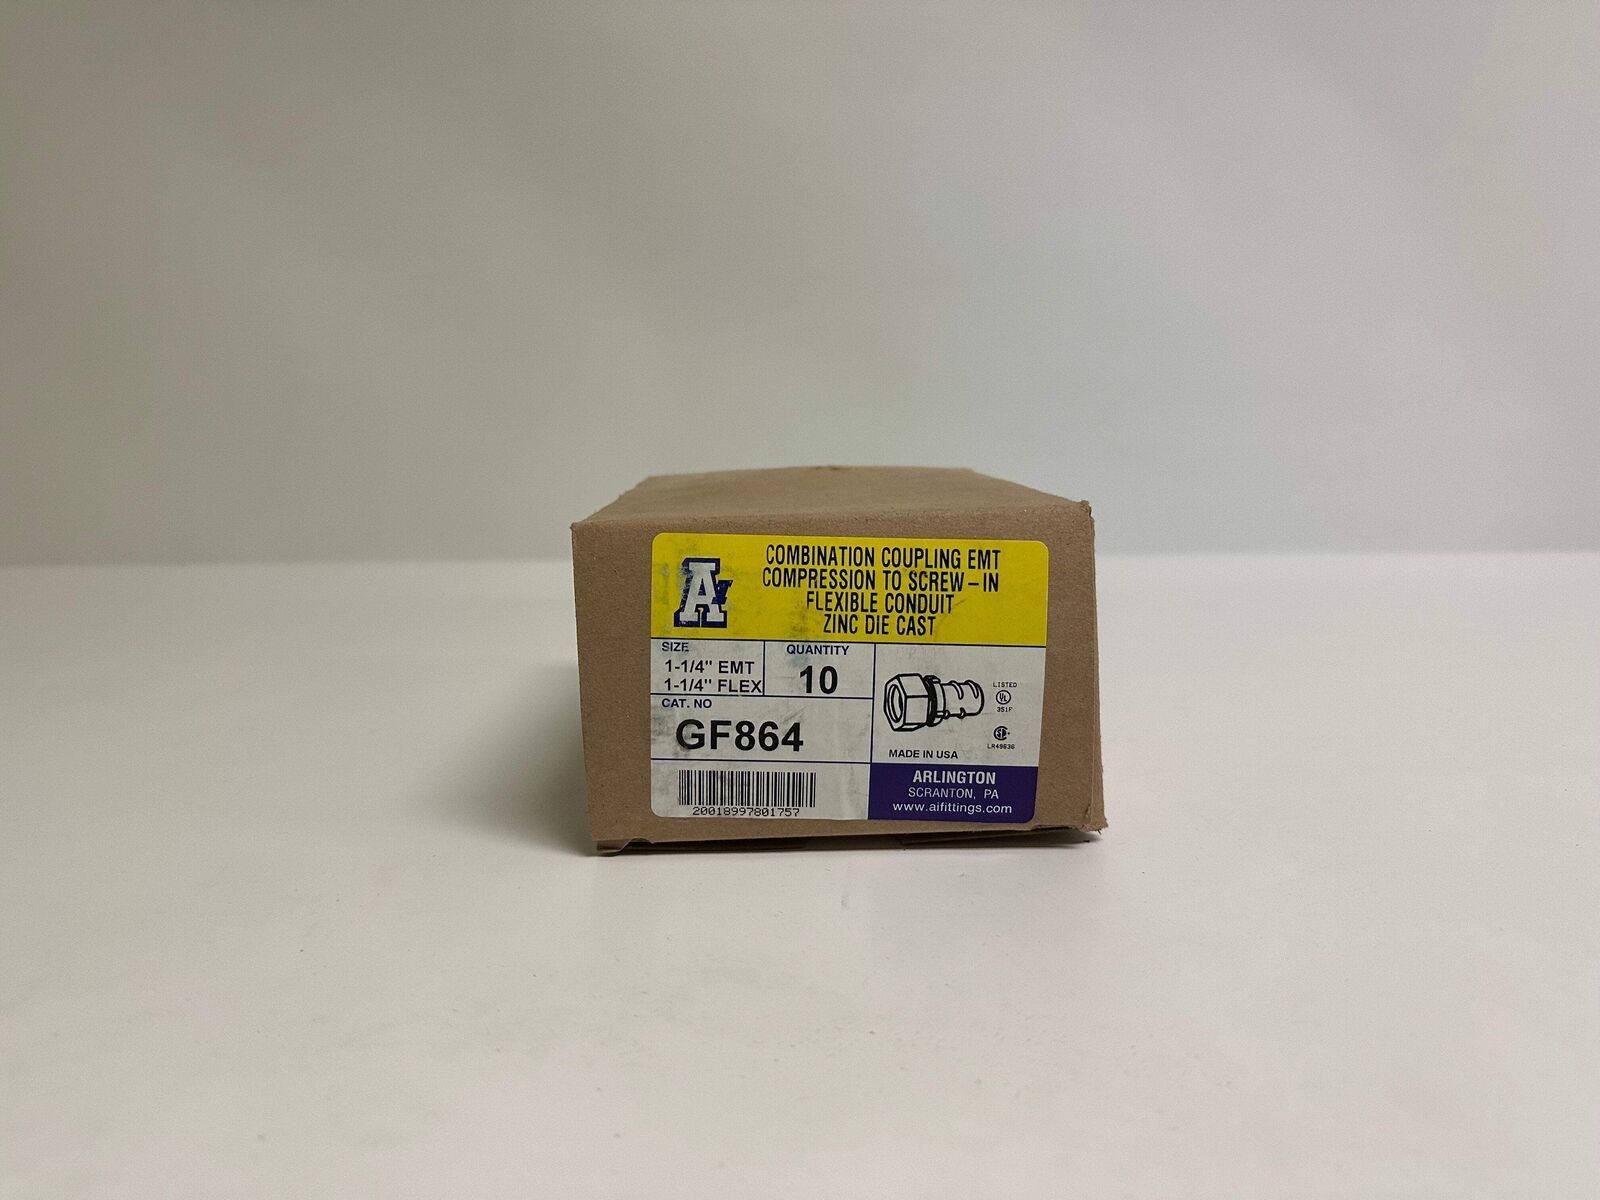 A
COMBINATION COUPLING EMT
COMPRESSION TO SCREW-IN
FLEXIBLE CONDUIT
ZINC DIE CAST
SIZE
1-1/4" EMT
1-1/4" FLEX
QUANTITY
10
CAT. NO
GF864
LISTED
UL
351F
LR49636
MADE IN USA
20018997801757
ARLINGTON
SCRANTON, PA
www.aifittings.com